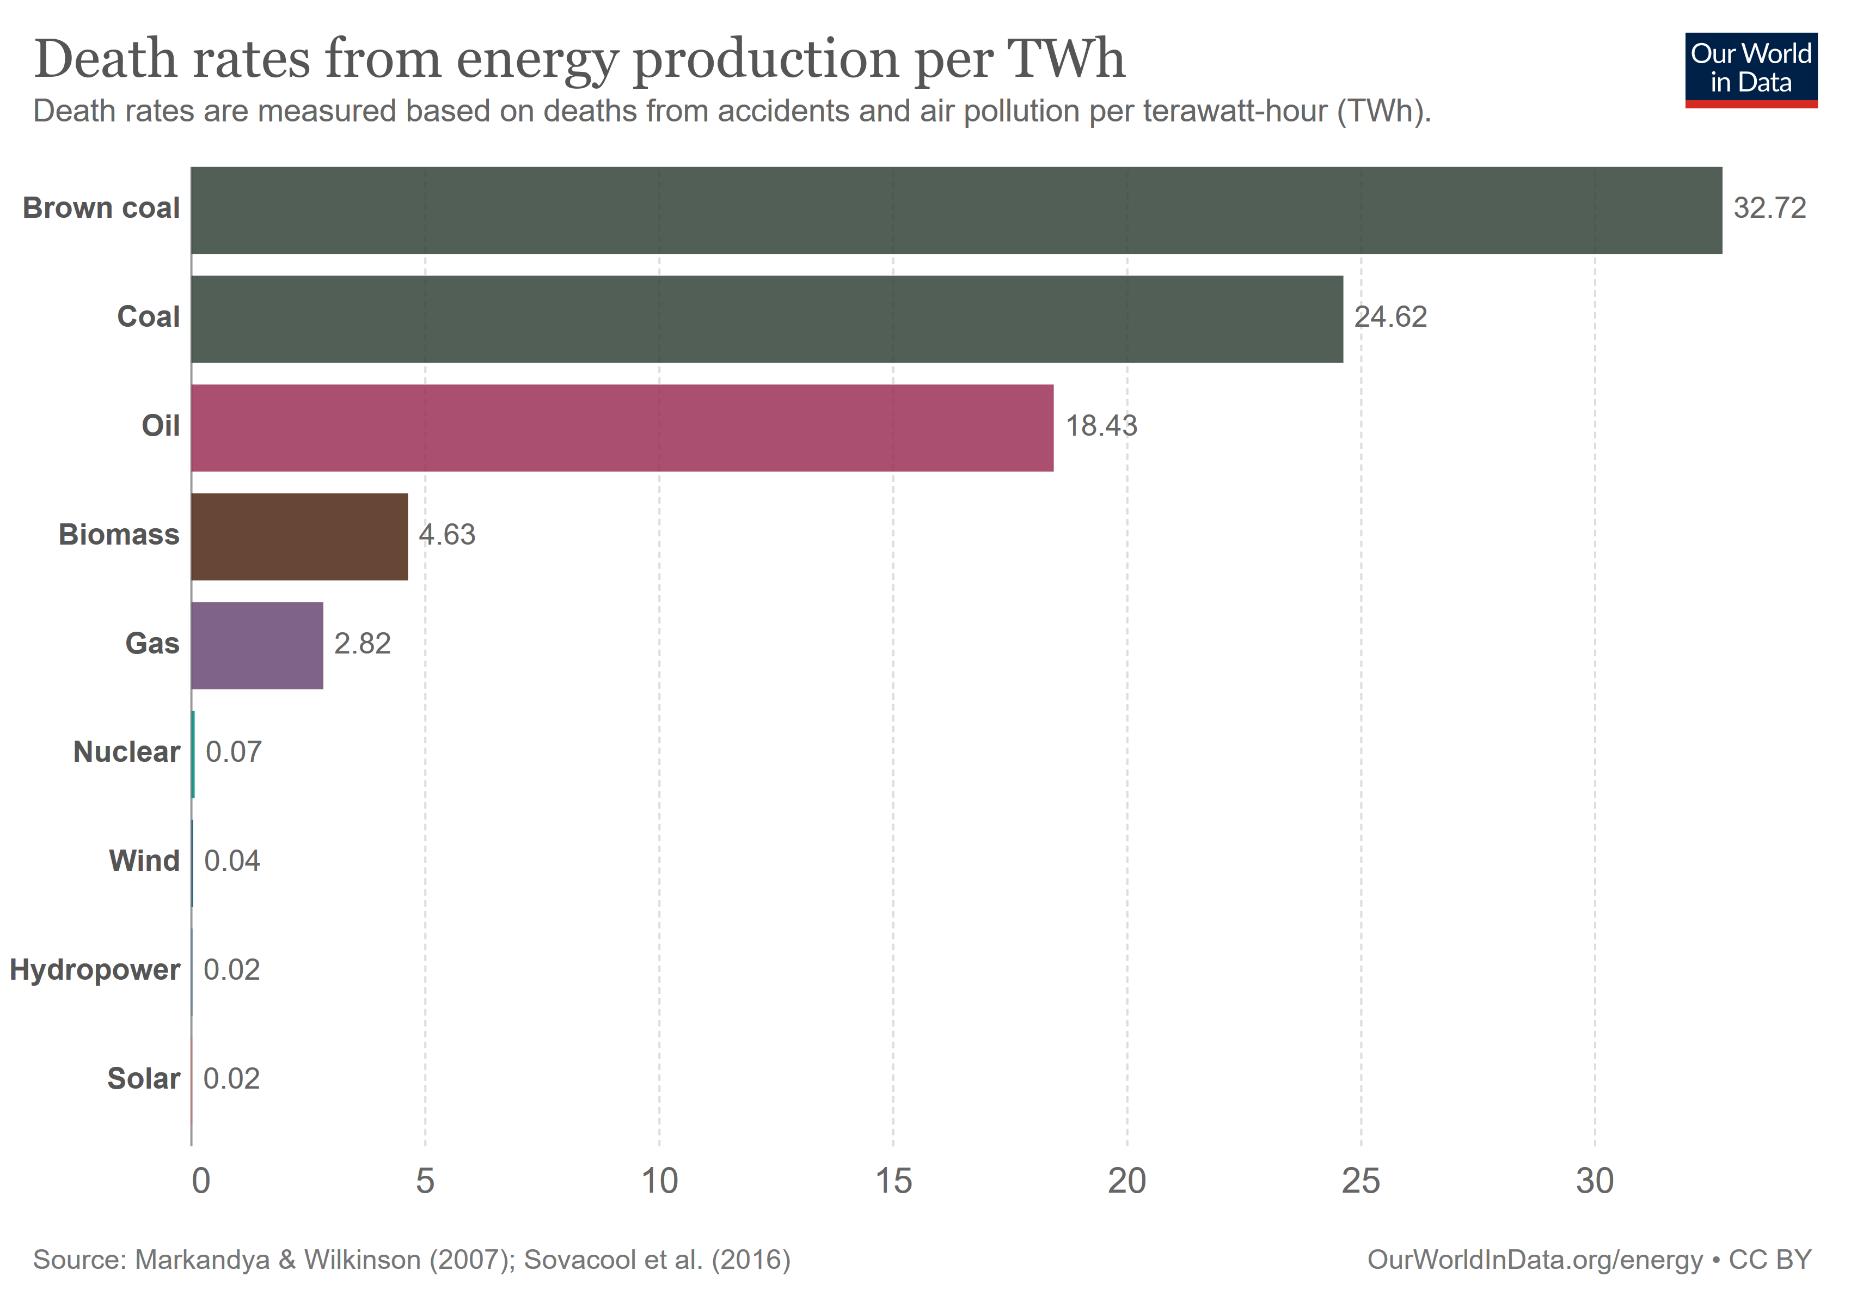 Death rates from energy production per TWh
Our World
in Data
Death rates are measured based on deaths from accidents and air pollution per terawatt-hour (TWh).
Brown coal 32.72
Coal 24.62
Oil 18.43
Biomass 4.63
Gas 2.82
Nuclear 0.07
Wind 0.04
Hydropower 0.02
Solar 0.02
0 5 10 15 20 25 30
Source: Markandya & Wilkinson (2007); Sovacool et al. (2016)
OurWorldInData.org/energy • CC BY